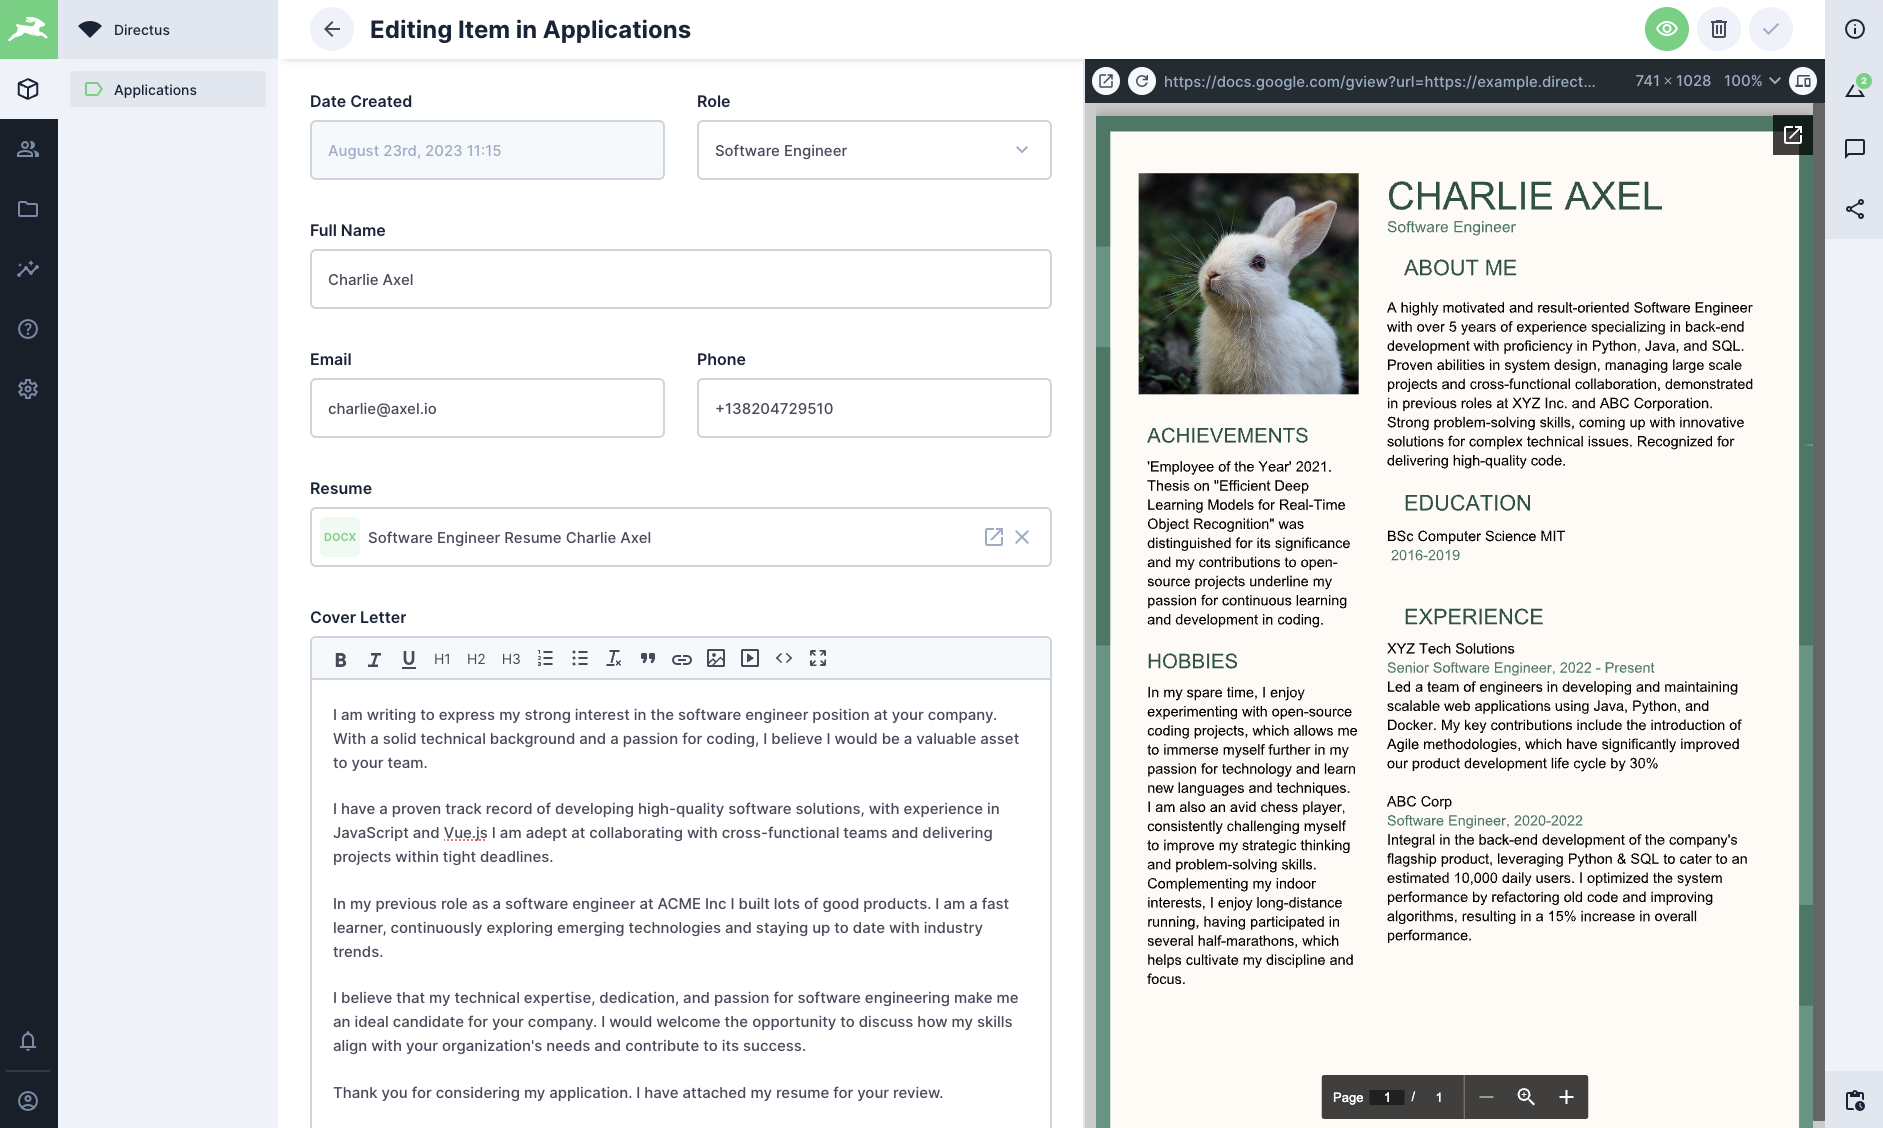 Directus
Applications
Editing Item in Applications
Date Created
August 23rd, 2023 11:15
Role
Software Engineer
Full Name
Charlie Axel
Email
charlie@axel.io
Phone
+138204729510
Resume
DOCX
Software Engineer Resume Charlie Axel
Cover Letter
B I U H1 H2 H3
I am writing to express my strong interest in the software engineer position at your company.
With a solid technical background and a passion for coding, I believe I would be a valuable asset
to your team.
I have a proven track record of developing high-quality software solutions, with experience in
JavaScript and Vue.js I am adept at collaborating with cross-functional teams and delivering
projects within tight deadlines.
In my previous role as a software engineer at ACME Inc I built lots of good products. I am a fast
learner, continuously exploring emerging technologies and staying up to date with industry
trends.
I believe that my technical expertise, dedication, and passion for software engineering make me
an ideal candidate for your company. I would welcome the opportunity to discuss how my skills
align with your organization's needs and contribute to its success.
Thank you for considering my application. I have attached my resume for your review.
https://docs.google.com/gview?url=https://example.direct...
741 × 1028 100%
2
CHARLIE AXEL
Software Engineer
ABOUT ME
A highly motivated and result-oriented Software Engineer
with over 5 years of experience specializing in back-end
development with proficiency in Python, Java, and SQL.
Proven abilities in system design, managing large scale
projects and cross-functional collaboration, demonstrated
in previous roles at XYZ Inc. and ABC Corporation.
Strong problem-solving skills, coming up with innovative
solutions for complex technical issues. Recognized for
delivering high-quality code.
EDUCATION
BSc Computer Science MIT
2016-2019
EXPERIENCE
XYZ Tech Solutions
Senior Software Engineer, 2022 - Present
Led a team of engineers in developing and maintaining
scalable web applications using Java, Python, and
Docker. My key contributions include the introduction of
Agile methodologies, which have significantly improved
our product development life cycle by 30%
ABC Corp
Software Engineer, 2020-2022
Integral in the back-end development of the company's
flagship product, leveraging Python & SQL to cater to an
estimated 10,000 daily users. I optimized the system
performance by refactoring old code and improving
algorithms, resulting in a 15% increase in overall
performance.
ACHIEVEMENTS
'Employee of the Year' 2021.
Thesis on "Efficient Deep
Learning Models for Real-Time
Object Recognition" was
distinguished for its significance
and my contributions to open-
source projects underline my
passion for continuous learning
and development in coding.
HOBBIES
In my spare time, I enjoy
experimenting with open-source
coding projects, which allows me
to immerse myself further in my
passion for technology and learn
new languages and techniques.
I am also an avid chess player,
consistently challenging myself
to improve my strategic thinking
and problem-solving skills.
Complementing my indoor
interests, I enjoy long-distance
running, having participated in
several half-marathons, which
helps cultivate my discipline and
focus.
Page 1 / 1